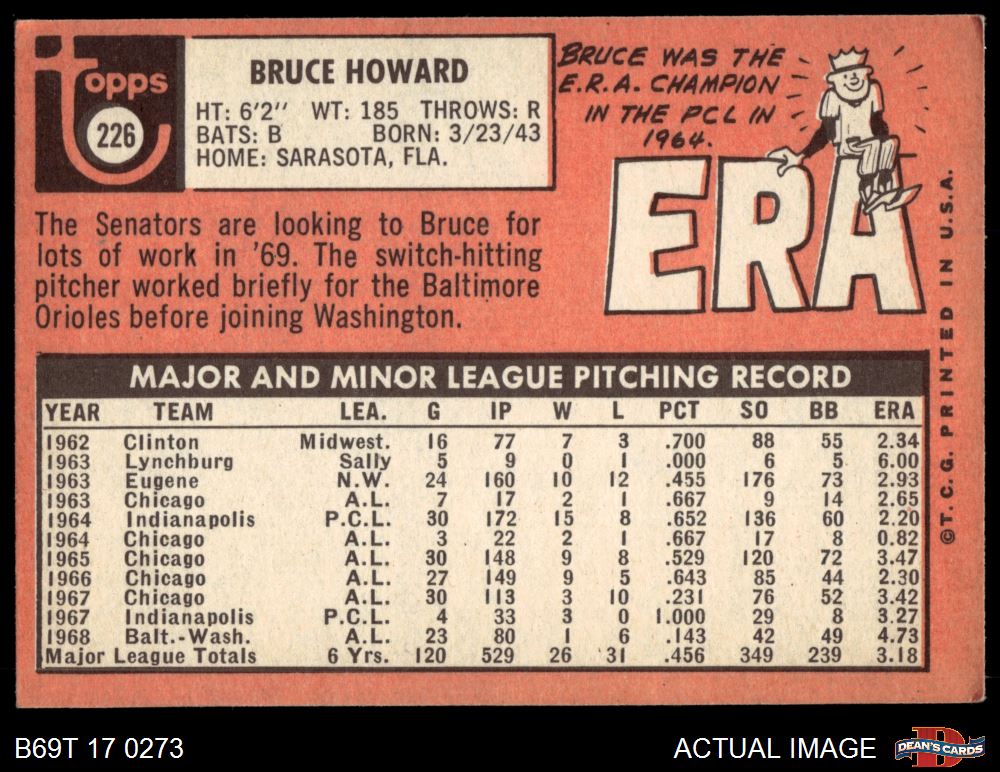 Topps
226
BRUCE HOWARD
HT: 6'2" WT: 185 THROWS: R
BATS: B BORN: 3/23/43
HOME: SARASOTA, FLA.
BRUCE WAS THE
E.R.A. CHAMPION
IN THE PCL IN
1964.
ERA
The Senators are looking to Bruce for
lots of work in '69. The switch-hitting
pitcher worked briefly for the Baltimore
Orioles before joining Washington.
MAJOR AND MINOR LEAGUE PITCHING RECORD
YEAR TEAM LEA. G IP W L PCT SO BB ERA
1962 Clinton Midwest. 16 77 7 3 .700 88 55 2.34
1963 Lynchburg Sally 5 9 0 1 .000 6 5 6.00
1963 Eugene N.W. 24 160 10 12 .455 176 73 2.93
1963 Chicago A.L. 7 17 2 1 .667 9 14 2.65
1964 Indianapolis P.C.L. 30 172 15 8 .652 136 60 2.20
1964 Chicago A.L. 3 22 2 1 .667 17 8 0.82
1965 Chicago A.L. 30 148 9 8 .529 120 72 3.47
1966 Chicago A.L. 27 149 9 5 .643 85 44 2.30
1967 Chicago A.L. 30 113 3 10 .231 76 52 3.42
1967 Indianapolis P.C.L. 4 33 3 0 1.000 29 8 3.27
1968 Balt.-Wash. A.L. 23 80 1 6 .143 42 49 4.73
Major League Totals 6 Yrs. 120 529 26 31 .456 349 239 3.18
©T. C. G. PRINTED IN U.S.A.
B69T 17 0273
ACTUAL IMAGE
D
DEAN'S CARDS